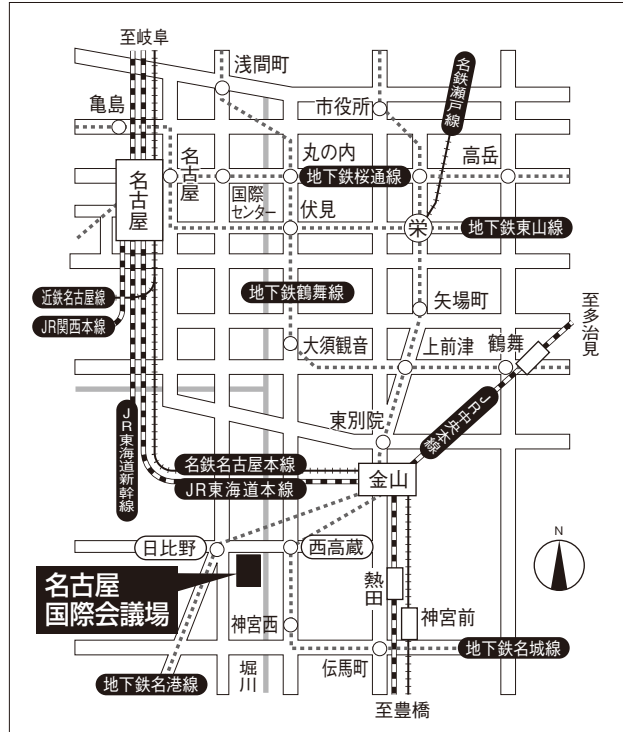 至岐阜
浅間町
名鉄瀬戸線
亀島
市役所
名古屋
名古屋
丸の内
高岳
地下鉄桜通線
国際
センター
伏見
栄
地下鉄東山線
近鉄名古屋線
JR関西本線
地下鉄鶴舞線
矢場町
至多治見
大須観音
上前津
鶴舞
JR東海道新幹線
東別院
JR中央本線
名鉄名古屋本線
JR東海道本線
金山
日比野
西高蔵
N
名古屋
国際会議場
熱田
神宮西
神宮前
堀川
伝馬町
地下鉄名城線
地下鉄名港線
至豊橋